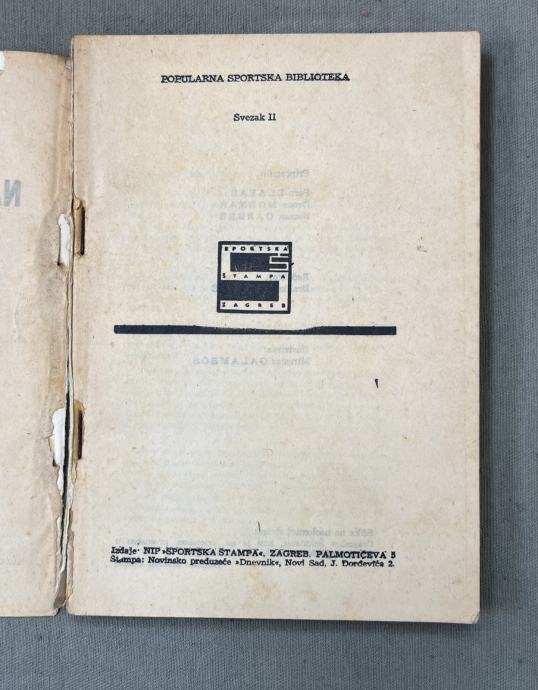 POPULARNA SPORTSKA BIBLIOTEKA
Svezak II
SPORTSKA
ŠTAMPA
ZAGREB
Izdaje: NIP »SPORTSKA ŠTAMPA«, ZAGREB, PALMOTIĆEVA 5
Štampa: Novinsko preduzeće »Dnevnik«, Novi Sad, J. Đorđevića 2.